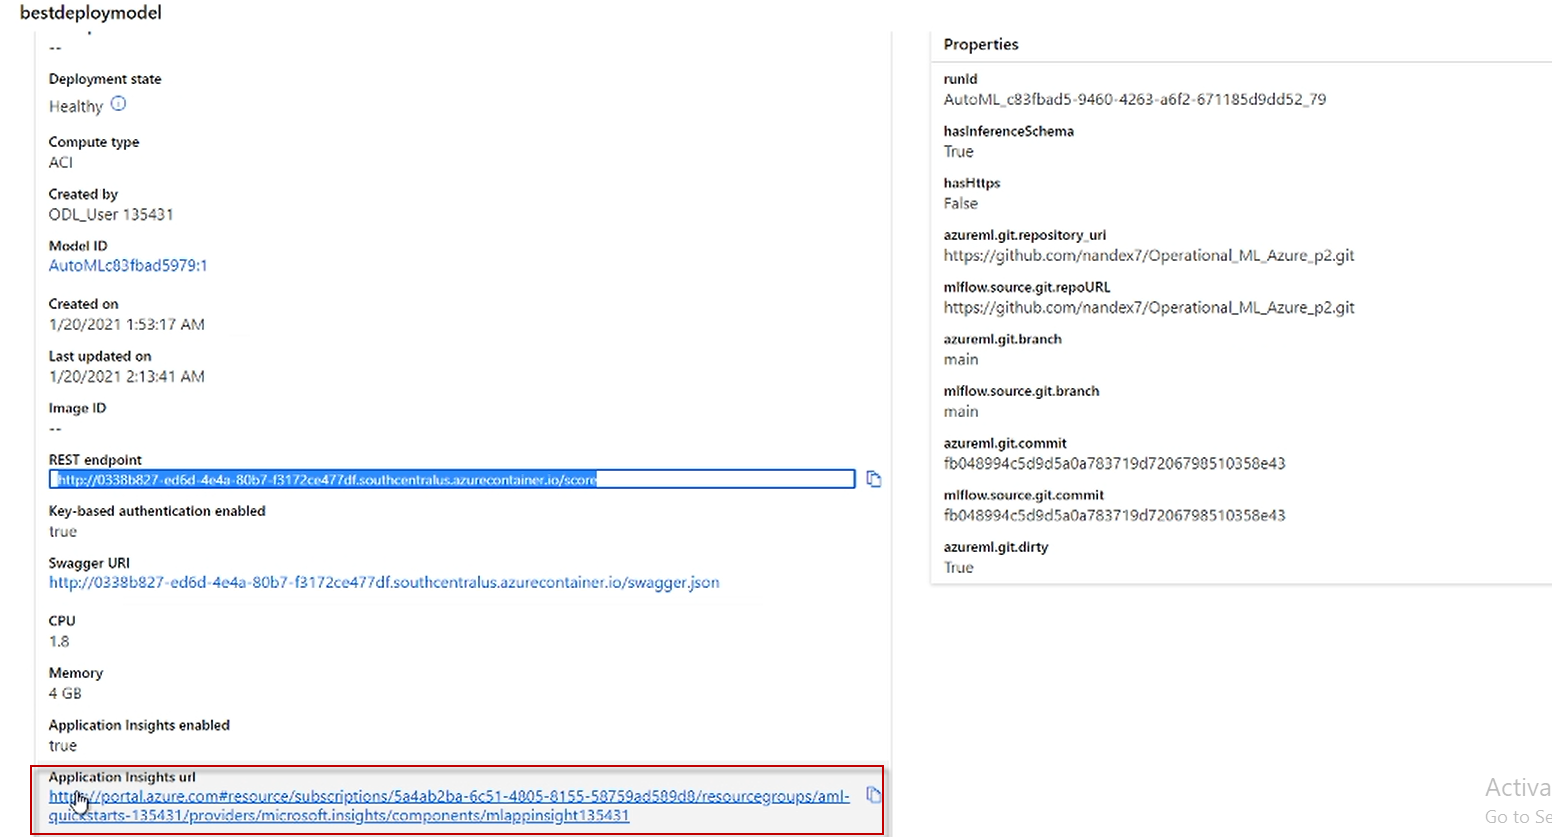 bestdeploymodel
--
Deployment state
Healthy
Compute type
ACI
Created by
ODL_User 135431
Model ID
AutoMLc83fbad5979:1
Created on
1/20/2021 1:53:17 AM
Last updated on
1/20/2021 2:13:41 AM
Image ID
--
REST endpoint
http://0338b827-ed6d-4e4a-80b7-f3172ce477df.southcentralus.azurecontainer.io/score
Key-based authentication enabled
true
Swagger URI
http://0338b827-ed6d-4e4a-80b7-f3172ce477df.southcentralus.azurecontainer.io/swagger.json
CPU
1.8
Memory
4 GB
Application Insights enabled
true
Application Insights url
https://portal.azure.com#resource/subscriptions/5a4ab2ba-6c51-4805-8155-58759ad589d8/resourcegroups/aml-
quickstarts-135431/providers/microsoft.insights/components/mlappinsight135431
Properties
runId
AutoML_c83fbad5-9460-4263-a6f2-671185d9dd52_79
hasInferenceSchema
True
hasHttps
False
azureml.git.repository_uri
https://github.com/nandex7/Operational_ML_Azure_p2.git
mlflow.source.git.repoURL
https://github.com/nandex7/Operational_ML_Azure_p2.git
azureml.git.branch
main
mlflow.source.git.branch
main
azureml.git.commit
fb048994c5d9d5a0a783719d7206798510358e43
mlflow.source.git.commit
fb048994c5d9d5a0a783719d7206798510358e43
azureml.git.dirty
True
Activa
Go to Se